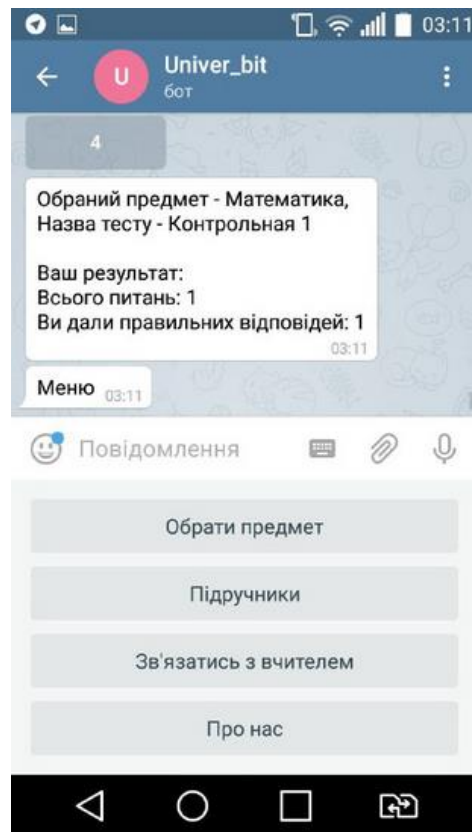 03:11
U
Univer_bit
бот
4
Обраний предмет - Математика,
Назва тесту - Контрольная 1
Ваш результат:
Всього питань: 1
Ви дали правильних відповідей: 1
03:11
Меню 03:11
Повідомлення
Обрати предмет
Підручники
Зв'язатись з вчителем
Про нас